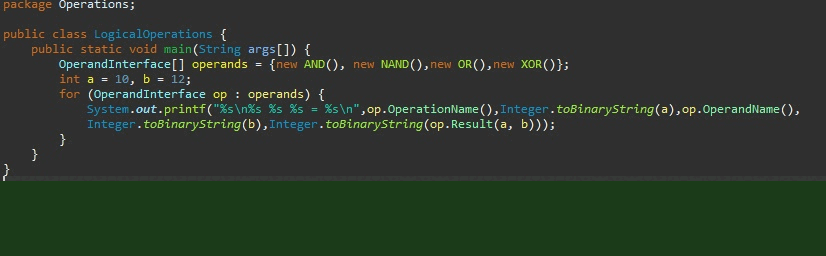 package Operations;
public class LogicalOperations {
public static void main(String args[]) {
OperandInterface[] operands = {new AND(), new NAND(),new OR(),new XOR()};
int a = 10, b = 12;
for (OperandInterface op : operands) {
System.out.printf("%s\n%s %s %s = %s\n",op.OperationName(),Integer.toBinaryString(a),op.OperandName(),
Integer.toBinaryString(b),Integer.toBinaryString(op.Result(a, b)));
}
}
}